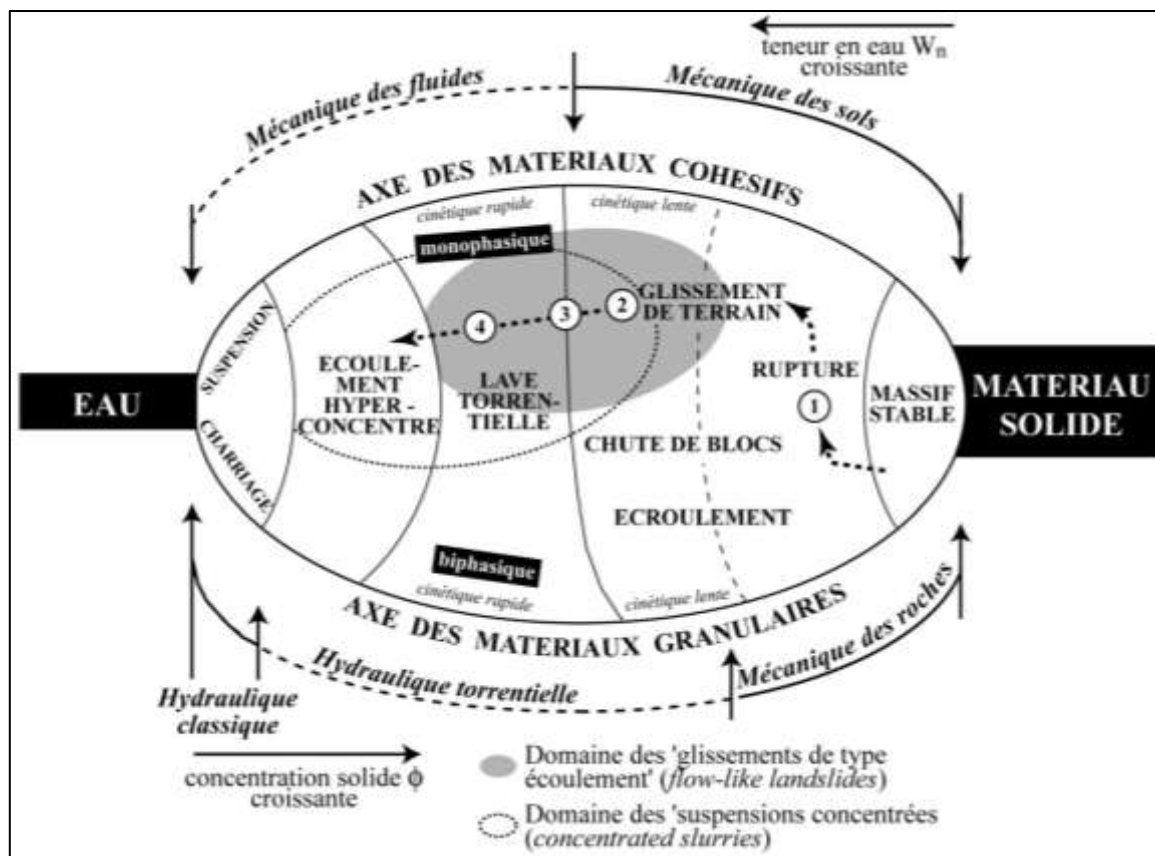 teneur en eau Wn
croissante
Mécanique des fluides
Mécanique des sols
AXE DES MATERIAUX COHESIFS
cinétique rapide
cinétique lente
monophasique
SUSPENSION
GLISSEMENT
DE TERRAIN
2
3
4
ECOULE-
MENT
HYPER -
CONCENTRE
LAVE
TORREN-
TIELLE
RUPTURE
1
MASSIF
STABLE
EAU
MATERIAU
SOLIDE
CHARRIAGE
CHUTE DE BLOCS
ECROULEMENT
biphasique
cinétique rapide
cinétique lente
AXE DES MATERIAUX GRANULAIRES
Mécanique des roches
Hydraulique torrentielle
Hydraulique
classique
concentration solide ϕ
croissante
Domaine des 'glissements de type
écoulement' (flow-like landslides)
Domaine des 'suspensions concentrées
(concentrated slurries)